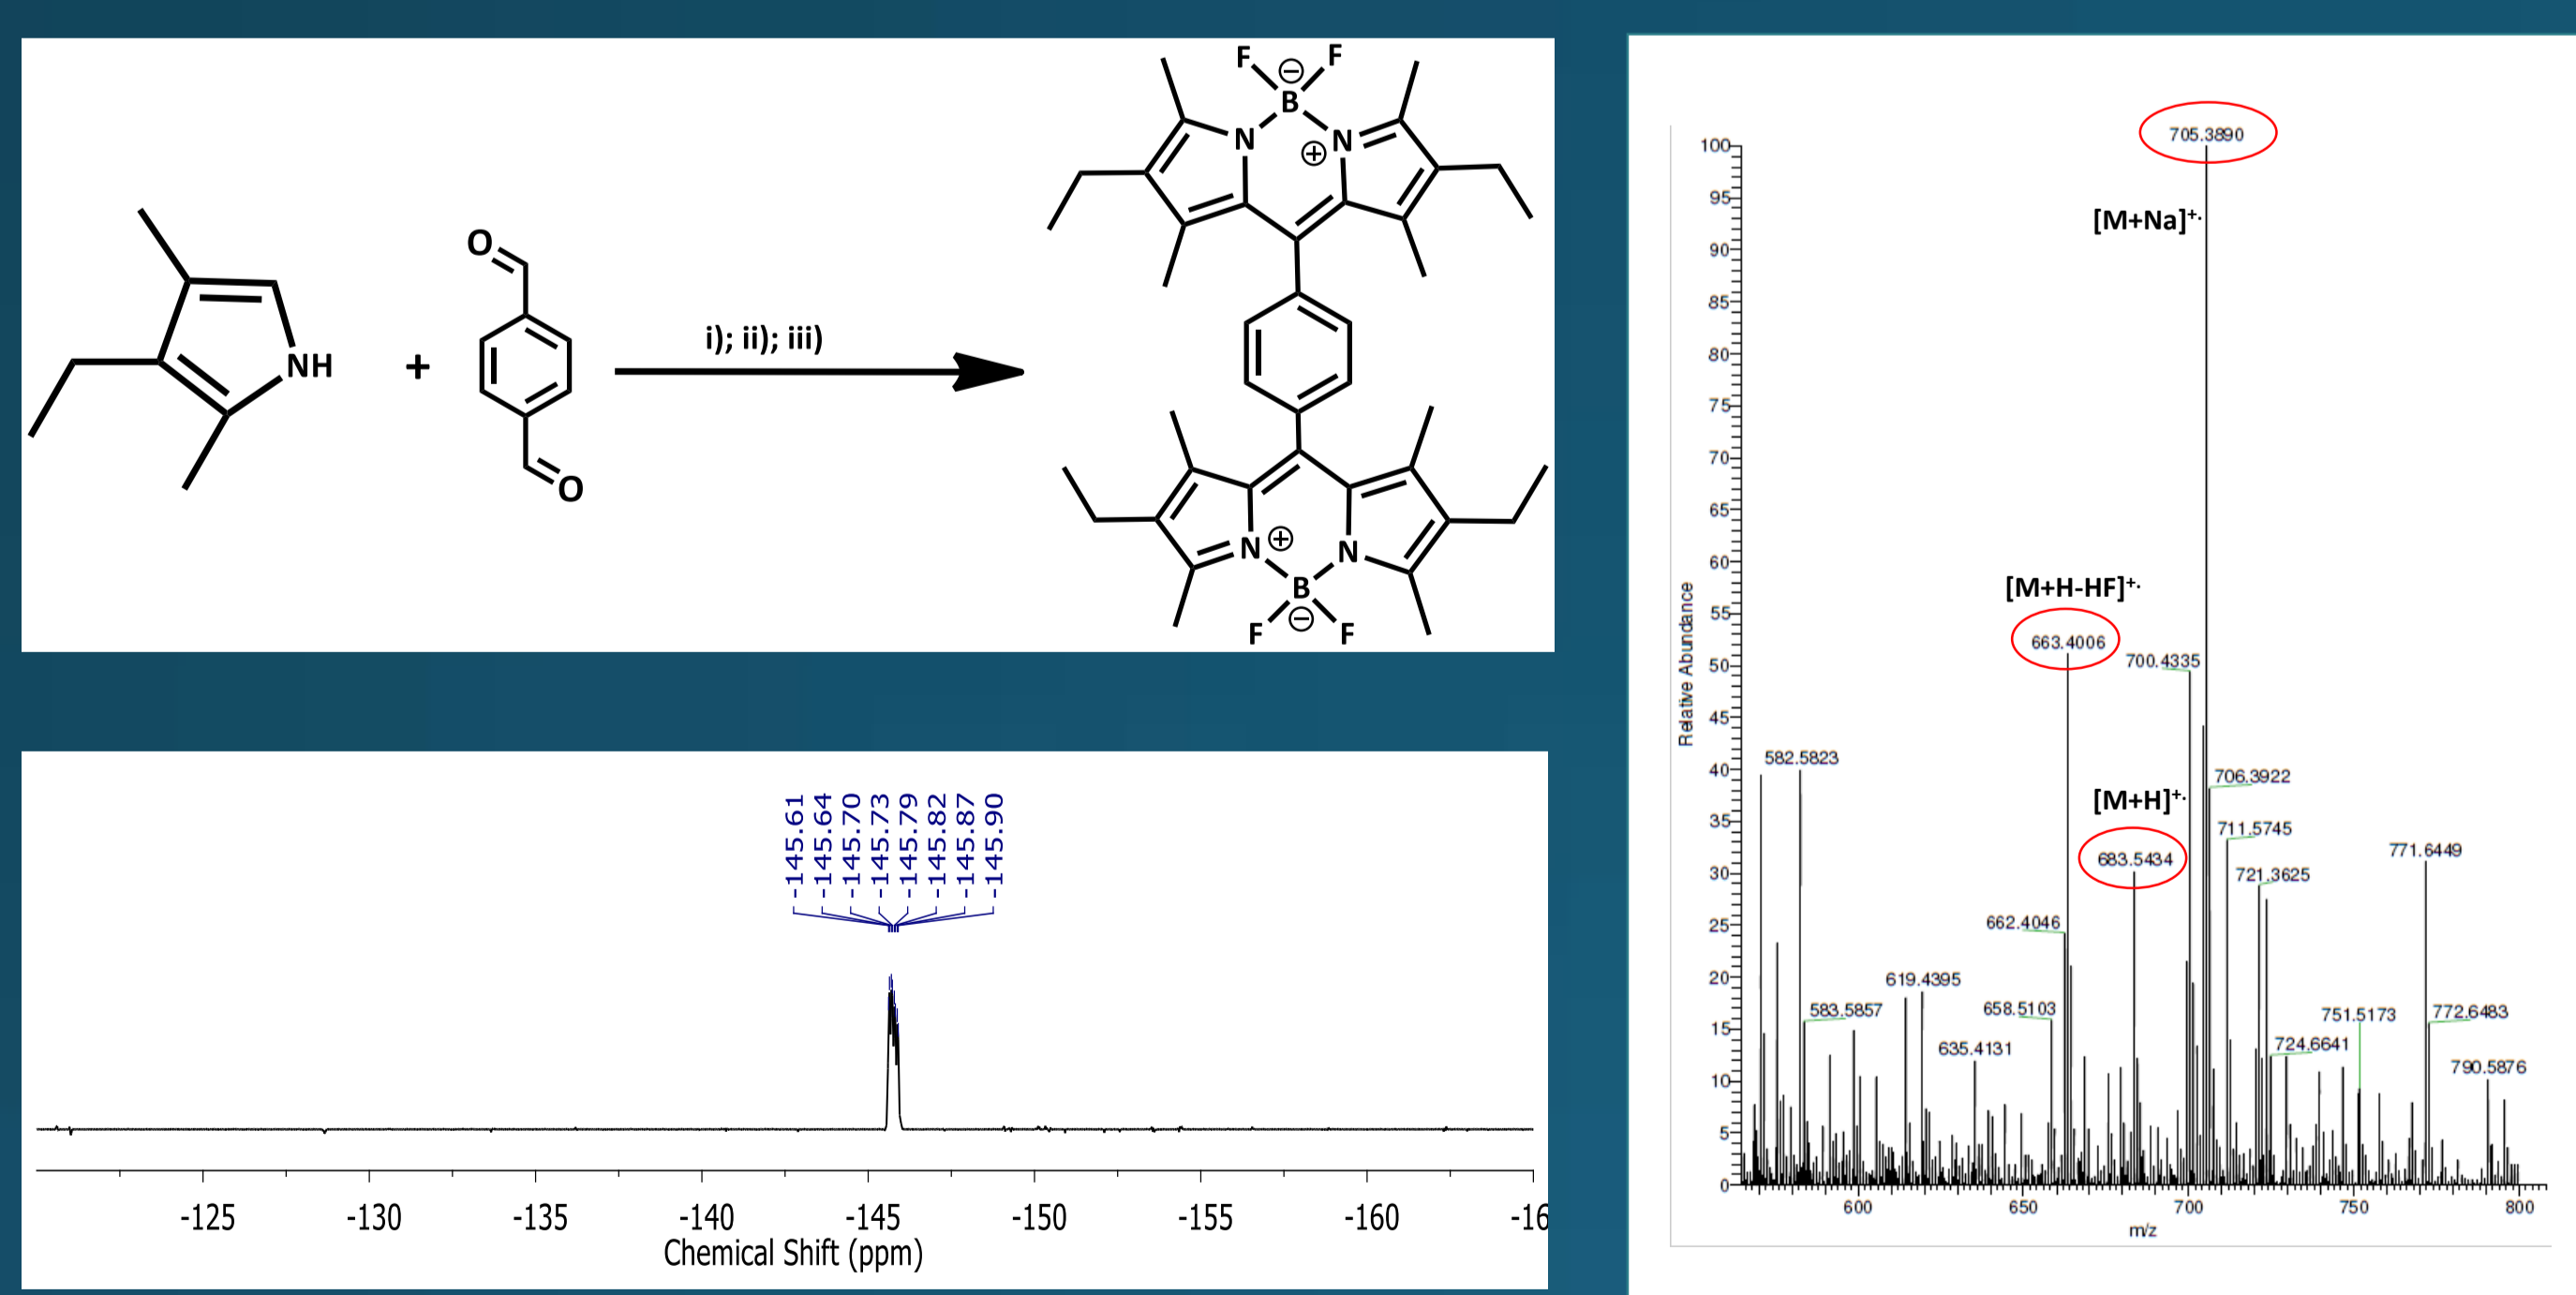 F F
⊖
B
N N
⊕
O
NH
+
i); ii); iii)
O
N ⊕ N
B
F ⊖ F
-145.61
-145.64
-145.70
-145.73
-145.79
-145.82
-145.87
-145.90
-125 -130 -135 -140 -145 -150 -155 -160 -16
Chemical Shift (ppm)
705.3890
[M+Na]⁺·
[M+H-HF]⁺·
663.4006
700.4335
582.5823
706.3922
[M+H]⁺·
711.5745
683.5434
771.6449
721.3625
662.4046
619.4395
658.5103
583.5857
751.5173
772.6483
635.4131
724.6641
790.5876
100
95
90
85
80
75
70
65
60
55
50
45
40
35
30
25
20
15
10
5
0
Relative Abundance
600 650 700 750 800
m/z